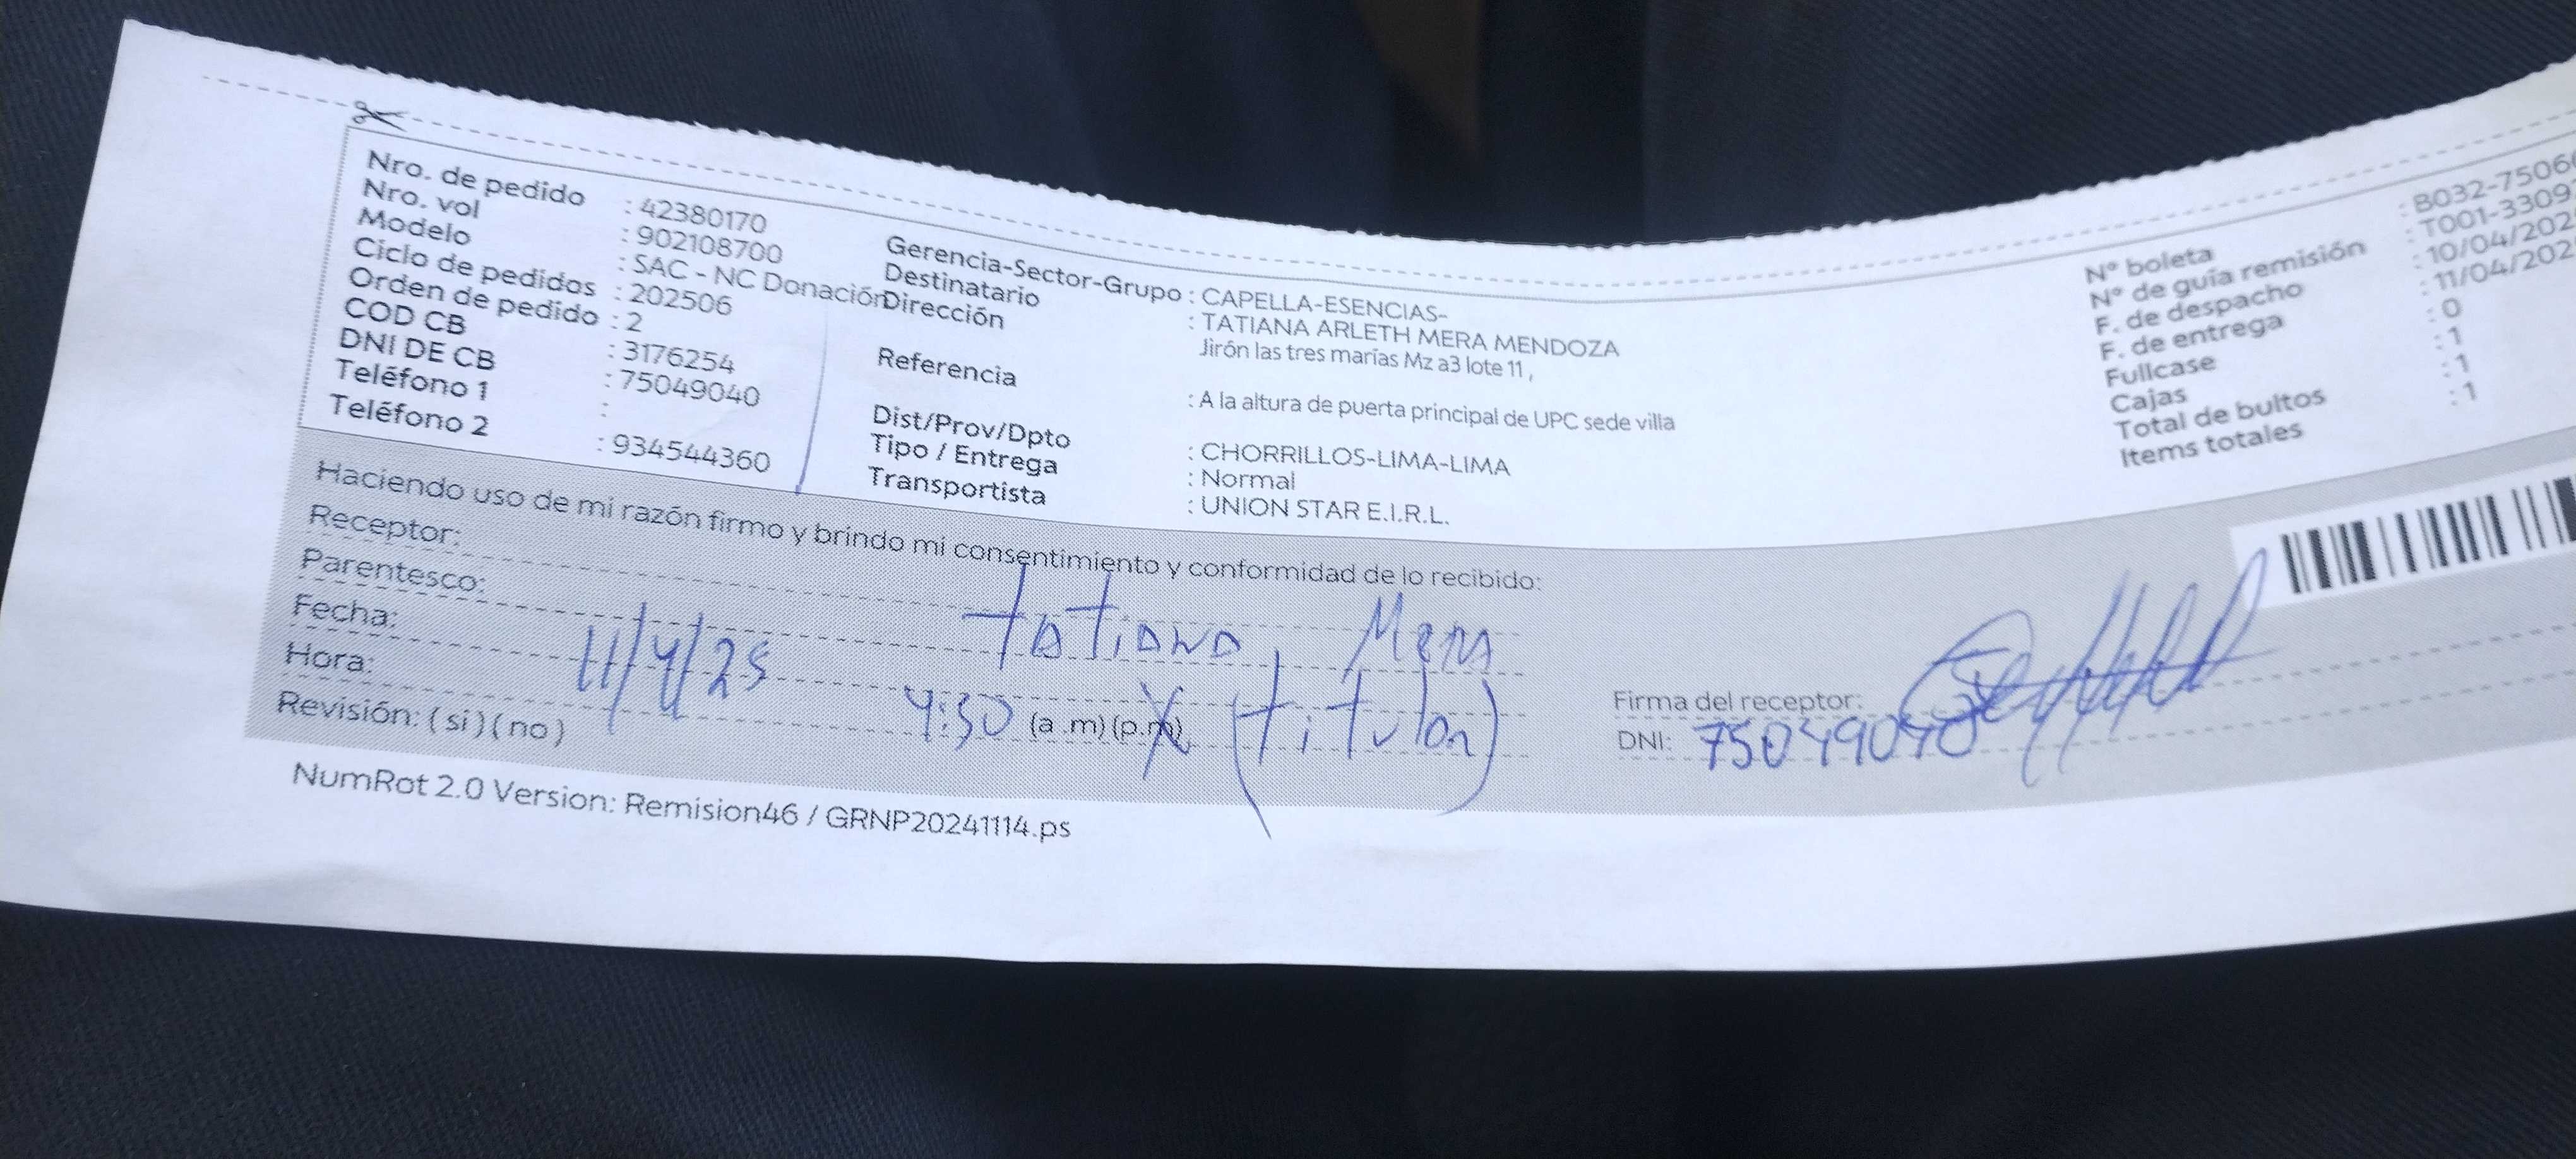 Nro. de pedido : 42380170
Nro. vol : 902108700
Modelo : SAC - NC Donación
Ciclo de pedidos : 202506
Orden de pedido : 2
COD CB : 3176254
DNI DE CB : 75049040
Teléfono 1 :
Teléfono 2 : 934544360
Gerencia-Sector-Grupo : CAPELLA-ESENCIAS-
Destinatario : TATIANA ARLETH MERA MENDOZA
Dirección Jirón las tres marías Mz a3 lote 11 ,
Referencia : A la altura de puerta principal de UPC sede villa
Dist/Prov/Dpto : CHORRILLOS-LIMA-LIMA
Tipo / Entrega : Normal
Transportista : UNION STAR E.I.R.L.
N° boleta : B032-7506
N° de guía remisión : T001-3309
F. de despacho : 10/04/202
F. de entrega : 11/04/202
Fullcase : 0
Cajas : 1
Total de bultos : 1
Items totales : 1
Haciendo uso de mi razón firmo y brindo mi consentimiento y conformidad de lo recibido:
Receptor: Tatiana Mera
Parentesco: (titular)
Fecha: 11/4/25
Hora: 4:30 (a .m) (p.m)
Revisión: ( si ) ( no )
Firma del receptor:
DNI: 75049040
NumRot 2.0 Version: Remision46 / GRNP20241114.ps